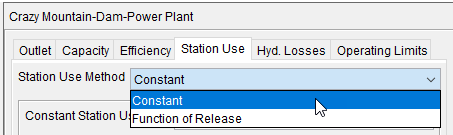 Crazy Mountain-Dam-Power Plant
Outlet Capacity Efficiency Station Use Hyd. Losses Operating Limits
Station Use Method Constant
Constant
Function of Release
Constant Station Us